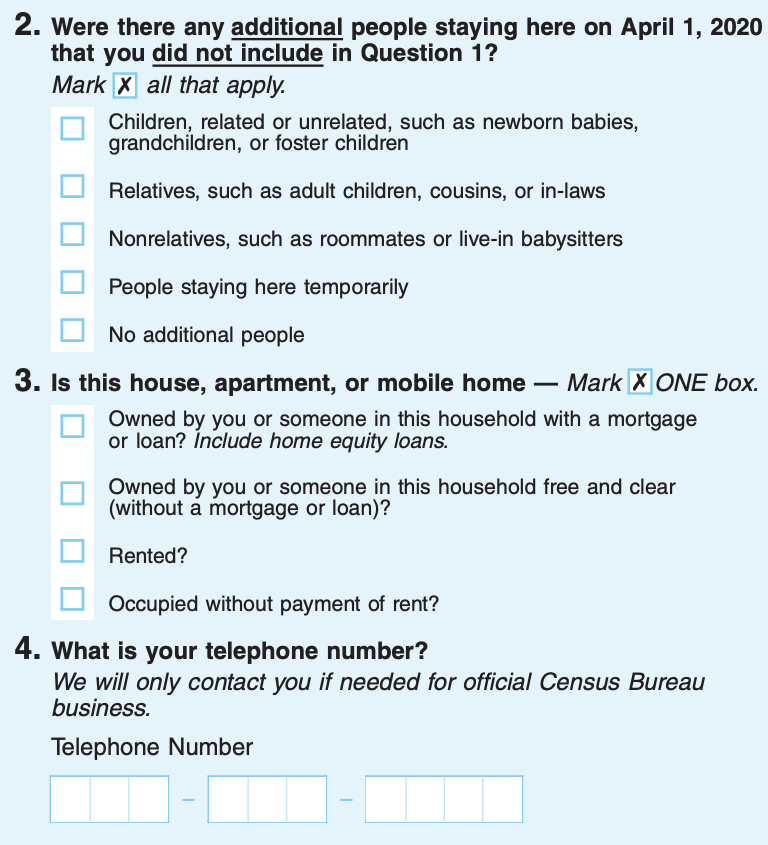 2. Were there any additional people staying here on April 1, 2020
that you did not include in Question 1?
Mark ✗ all that apply.
Children, related or unrelated, such as newborn babies,
grandchildren, or foster children
Relatives, such as adult children, cousins, or in-laws
Nonrelatives, such as roommates or live-in babysitters
People staying here temporarily
No additional people
3. Is this house, apartment, or mobile home — Mark ✗ ONE box.
Owned by you or someone in this household with a mortgage
or loan? Include home equity loans.
Owned by you or someone in this household free and clear
(without a mortgage or loan)?
Rented?
Occupied without payment of rent?
4. What is your telephone number?
We will only contact you if needed for official Census Bureau
business.
Telephone Number
– –